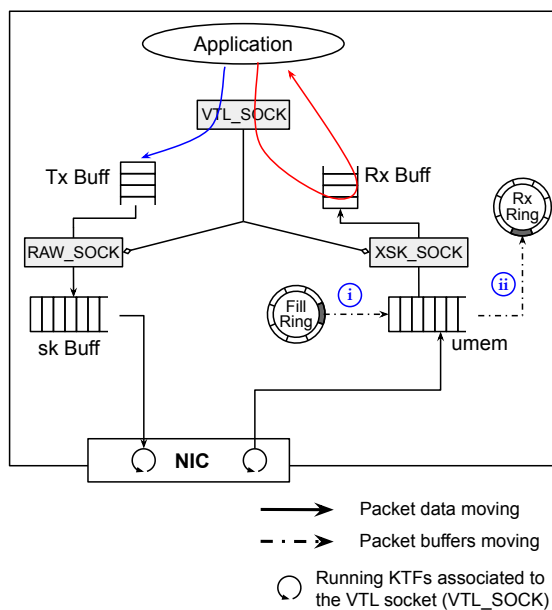 Application
VTL_SOCK
Tx Buff
Rx Buff
Rx
Ring
RAW_SOCK
XSK_SOCK
i
ii
Fill
Ring
sk Buff
umem
NIC
Packet data moving
Packet buffers moving
Running KTFs associated to
the VTL socket (VTL_SOCK)